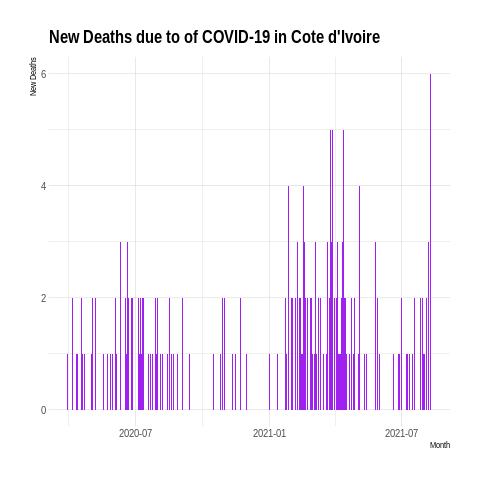 New Deaths due to of COVID-19 in Cote d'Ivoire
New Deaths
6
4
2
0
2020-07
2021-01
2021-07
Month